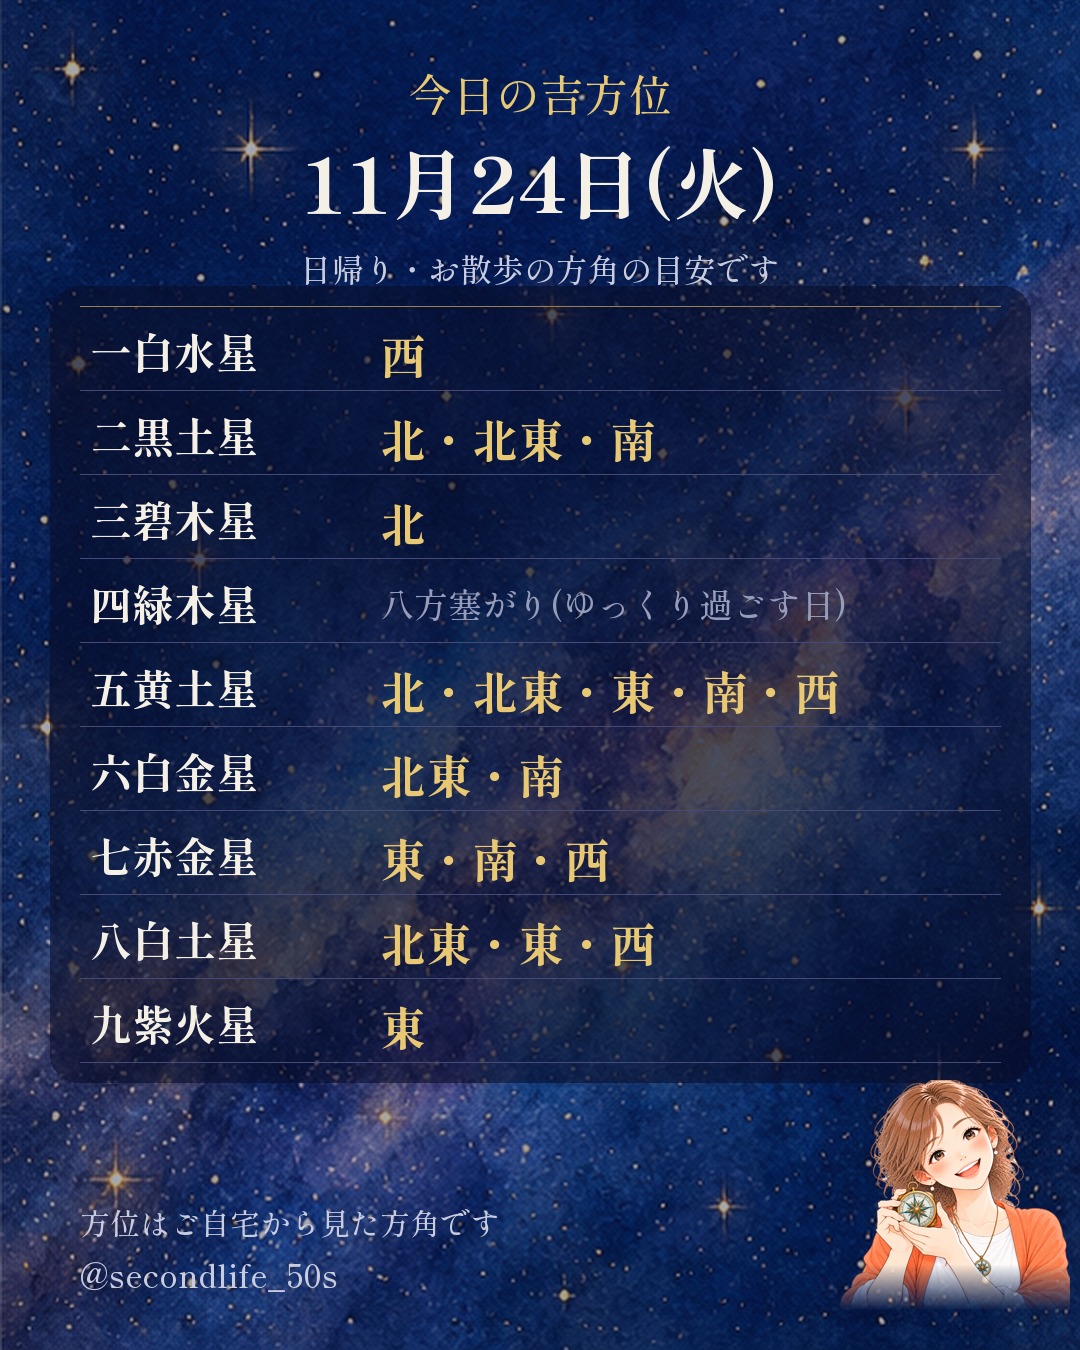 今日の吉方位
11月24日(火)
日帰り・お散歩の方角の目安です
一白水星 西
二黒土星 北・北東・南
三碧木星 北
四緑木星 八方塞がり(ゆっくり過ごす日)
五黄土星 北・北東・東・南・西
六白金星 北東・南
七赤金星 東・南・西
八白土星 北東・東・西
九紫火星 東
方位はご自宅から見た方角です
@secondlife_50s